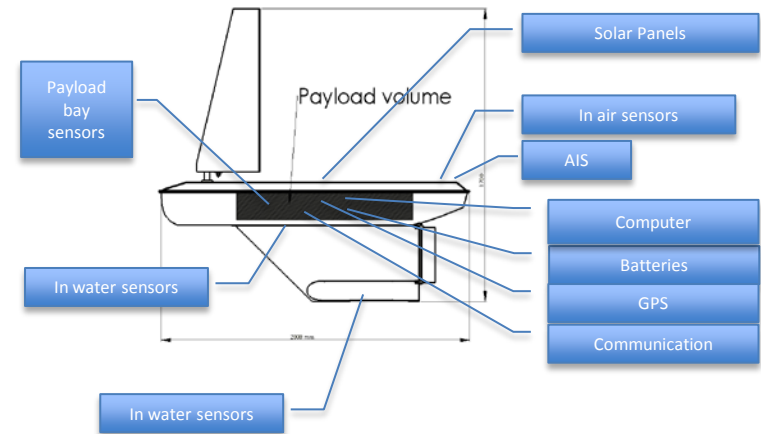 Solar Panels
Payload
bay
sensors
Payload volume
In air sensors
AIS
Computer
Batteries
In water sensors
GPS
Communication
In water sensors